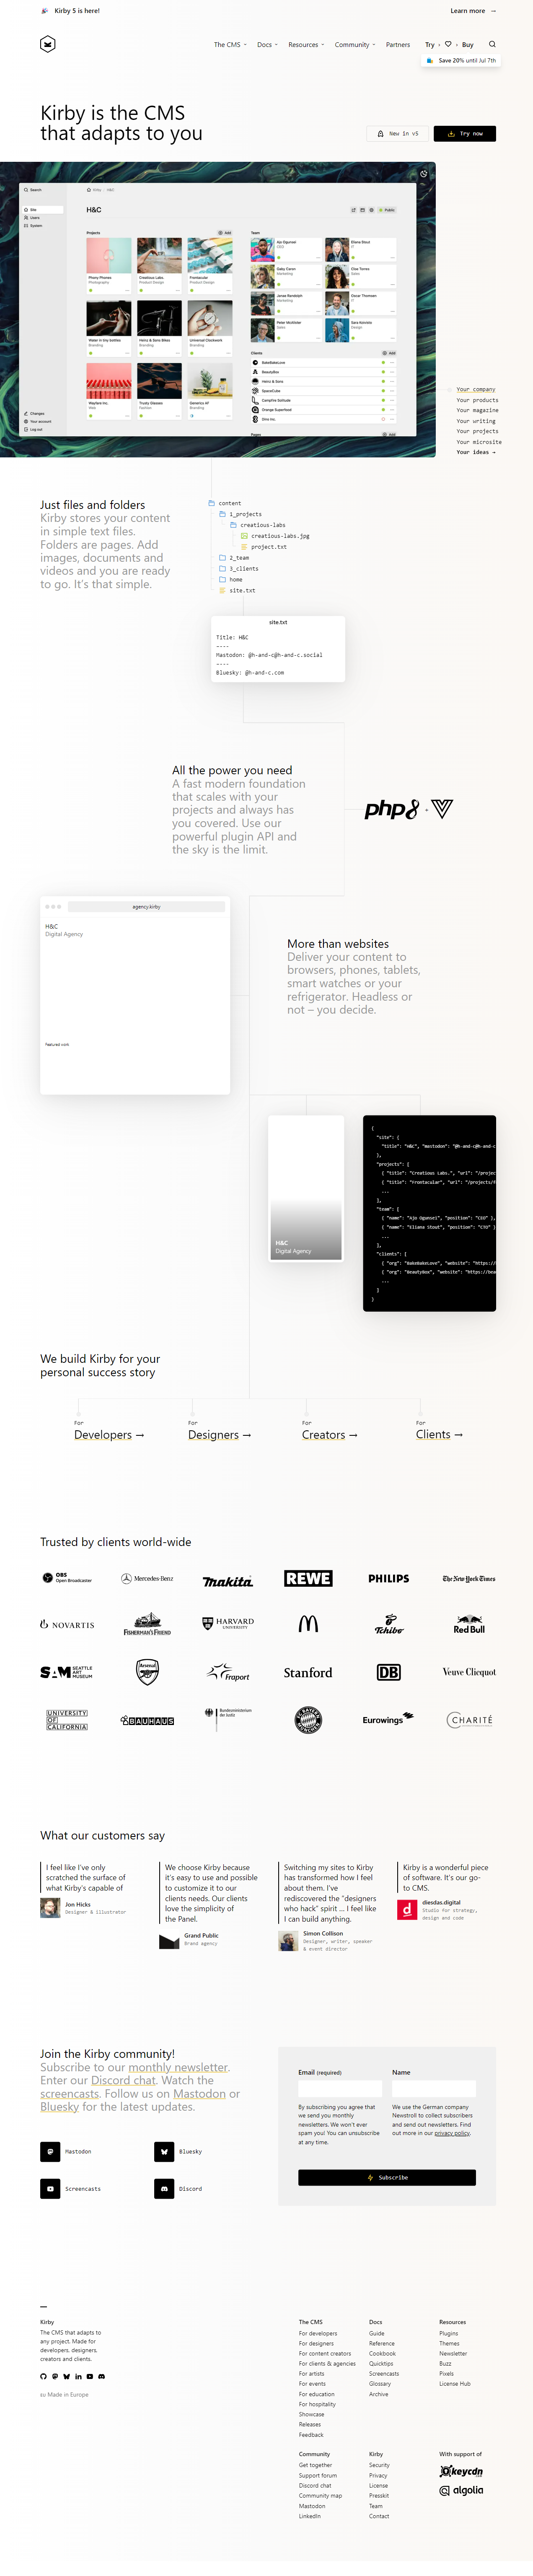 Kirby 5 is here!
Learn more →
The CMS
Docs
Resources
Community
Partners
Try
Buy
Save 20% until Jul 7th
Kirby is the CMS
that adapts to you
New in v5
Try now
Search
Kirby / H&C
Site
Users
System
H&C
Public
Projects
Add
Team
Phony Phones
Photography
Creatious Labs
Product Design
Frontacular
Product Design
Water in tiny bottles
Branding
Heinz & Sans Bikes
Branding
Universal Clockwork
Branding
Wayfare Inc.
Web
Trusty Disease
Fashion
Generics AF
Branding
Ajo Ogunsei
CEO
Eliana Stout
IT
Gaby Caron
Marketing
Cloe Torres
Sales
Jonas Randolph
Marketing
Oscar Thomsen
IT
Peter McAllister
Sales
Sara Kelvista
Design
Clients
Add
BakeBakeLove
BeautyBox
Heinz & Sans
SpaceCube
Campfire Solitude
Orange Superfood
Dino Inc.
Pages
Add
Changes
Your account
Log out
Your company
Your products
Your magazine
Your writing
Your projects
Your microsite
Your ideas →
Just files and folders
Kirby stores your content
in simple text files.
Folders are pages. Add
images, documents and
videos and you are ready
to go. It's that simple.
content
1_projects
creatious-labs
creatious-labs.jpg
project.txt
2_team
3_clients
home
site.txt
site.txt
Title: H&C
----
Mastodon: @h-and-c@h-and-c.social
----
Bluesky: @h-and-c.com
All the power you need
A fast modern foundation
that scales with your
projects and always has
you covered. Use our
powerful plugin API and
the sky is the limit.
php8 +
agency.kirby
H&C
Digital Agency
Featured work
More than websites
Deliver your content to
browsers, phones, tablets,
smart watches or your
refrigerator. Headless or
not – you decide.
H&C
Digital Agency
{
"site": {
"title": "H&C", "mastodon": "@h-and-c@h-and-c
},
"projects": [
{ "title": "Creatious Labs.", "url": "/projec
{ "title": "Frontacular", "url": "/projects/f
...
],
"team": [
{ "name": "Ajo Ogunsei", "position": "CEO" },
{ "name": "Eliana Stout", "position": "CTO" }
...
],
"clients": [
{ "org": "BakeBakeLove", "website": "https://
{ "org": "BeautyBox", "website": "https://bea
...
]
}
We build Kirby for your
personal success story
For
Developers →
For
Designers →
For
Creators →
For
Clients →
Trusted by clients world-wide
OBS
Open Broadcaster
Mercedes-Benz
makita
REWE
PHILIPS
The New York Times
NOVARTIS
FISHERMAN'S FRIEND
HARVARD
UNIVERSITY
Tchibo
Red Bull
SAM SEATTLE
ART
MUSEUM
Arsenal
Fraport
Stanford
DB
Veuve Clicquot
UNIVERSITY
OF
CALIFORNIA
BAUHAUS
Bundesministerium
der Justiz
Eurowings
CHARITÉ
What our customers say
I feel like I've only
scratched the surface of
what Kirby's capable of
Jon Hicks
Designer & illustrator
We choose Kirby because
it's easy to use and possible
to customize it to our
clients needs. Our clients
love the simplicity of
the Panel.
Grand Public
Brand agency
Switching my sites to Kirby
has transformed how I feel
about them. I've
rediscovered the "designers
who hack" spirit … I feel like
I can build anything.
Simon Collison
Designer, writer, speaker
& event director
Kirby is a wonderful piece
of software. It's our go-
to CMS.
diesdas.digital
Studio for strategy,
design and code
Join the Kirby community!
Subscribe to our monthly newsletter.
Enter our Discord chat. Watch the
screencasts. Follow us on Mastodon or
Bluesky for the latest updates.
Mastodon
Bluesky
Screencasts
Discord
Email (required)
Name
By subscribing you agree that
we send you monthly
newsletters. We won't ever
spam you! You can unsubscribe
at any time.
We use the German company
Newstroll to collect subscribers
and send out newsletters. Find
out more in our privacy policy.
Subscribe
Kirby
The CMS that adapts to
any project. Made for
developers, designers,
creators and clients.
EU Made in Europe
The CMS
For developers
For designers
For content creators
For clients & agencies
For artists
For events
For education
For hospitality
Showcase
Releases
Feedback
Docs
Guide
Reference
Cookbook
Quicktips
Screencasts
Glossary
Archive
Resources
Plugins
Themes
Newsletter
Buzz
Pixels
License Hub
Community
Get together
Support forum
Discord chat
Community map
Mastodon
LinkedIn
Kirby
Security
Privacy
License
Presskit
Team
Contact
With support of
keycdn
algolia